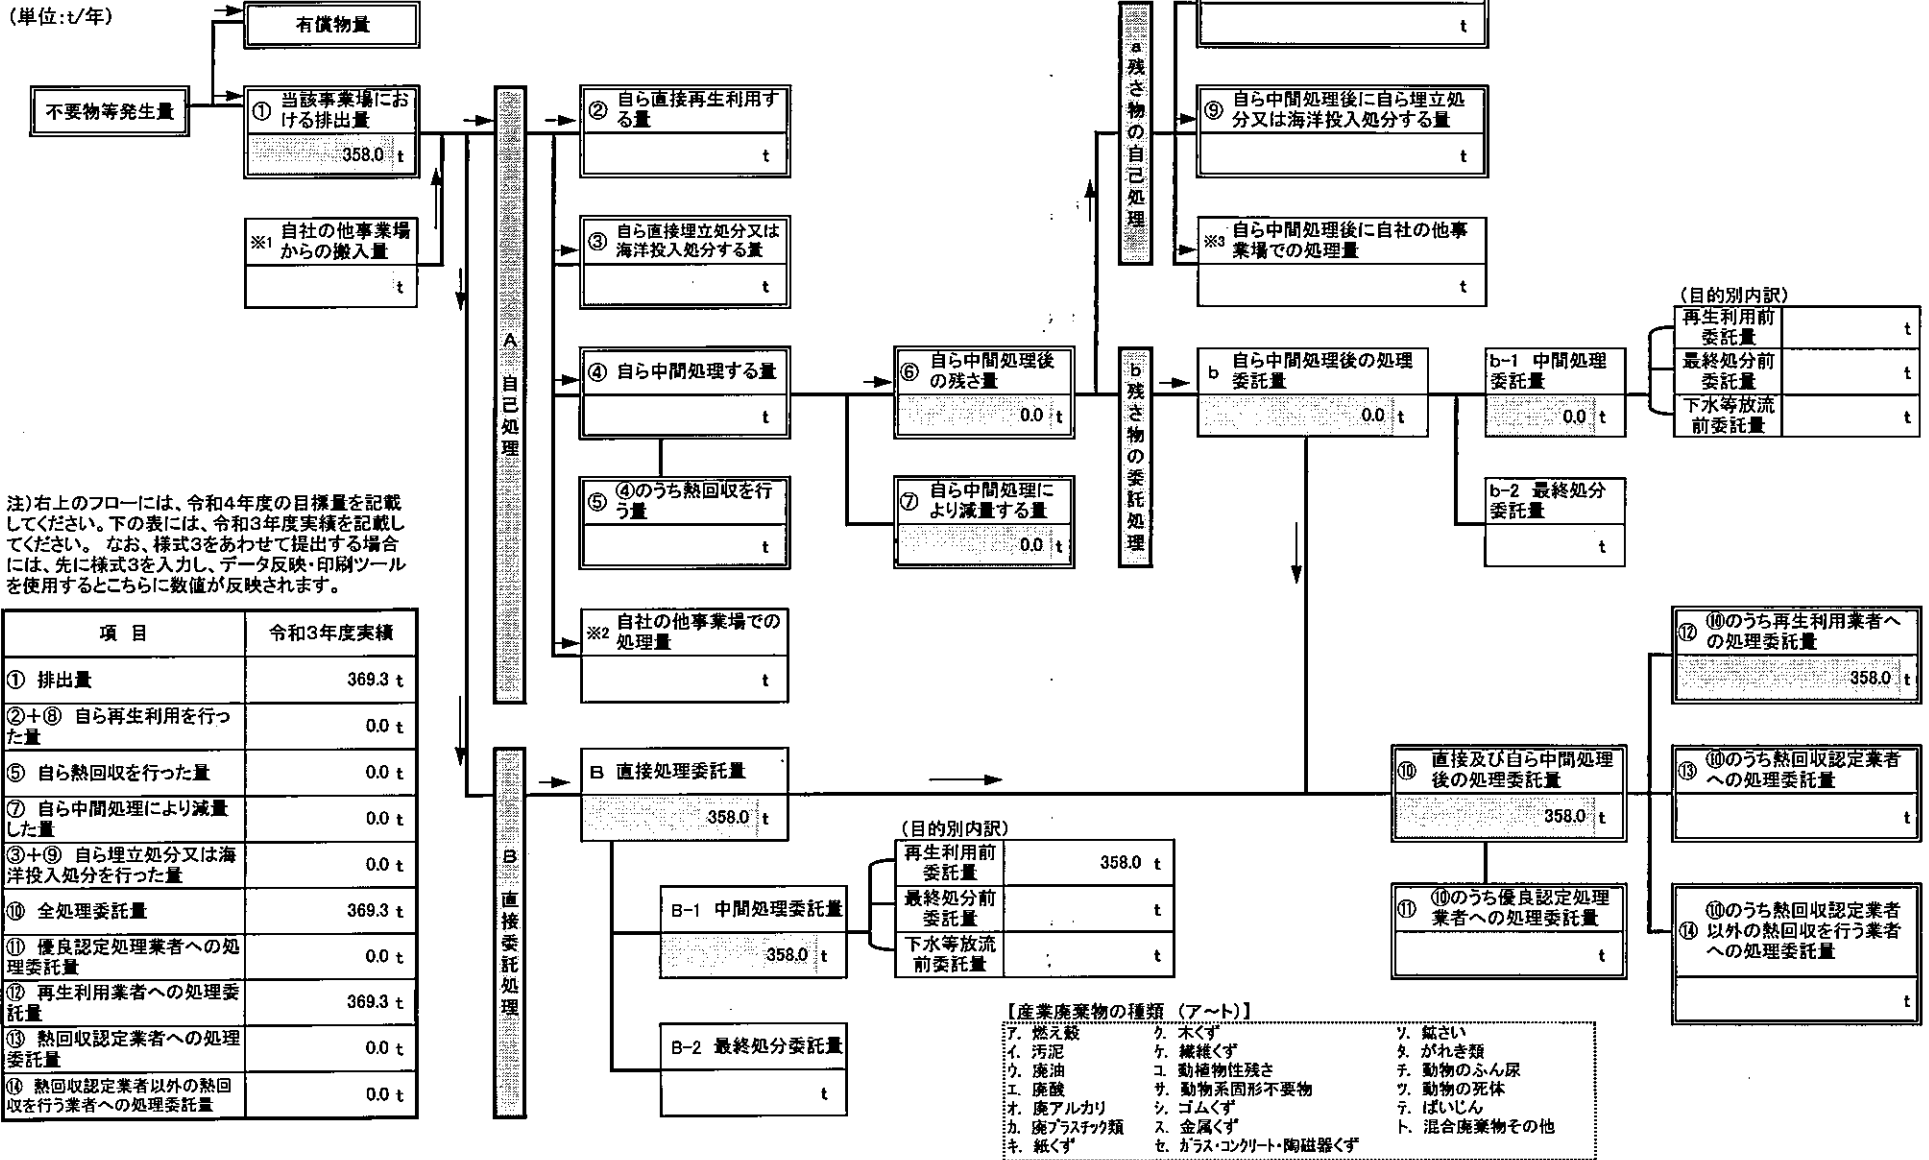 (単位:t/年)
有償物量
不要物等発生量
① 当該事業場にお
ける排出量
358.0 t
※1 自社の他事業場
からの搬入量
t
A 自己処理
② 自ら直接再生利用す
る量
t
③ 自ら直接埋立処分又は
海洋投入処分する量
t
④ 自ら中間処理する量
t
⑤ ④のうち熱回収を行
う量
t
※2 自社の他事業場での
処理量
t
⑥ 自ら中間処理後
の残さ量
0.0 t
⑦ 自ら中間処理に
より減量する量
0.0 t
a 残さ物の自己処理
t
⑨ 自ら中間処理後に自ら埋立処
分又は海洋投入処分する量
t
※3 自ら中間処理後に自社の他事
業場での処理量
t
b 残さ物の委託処理
b 自ら中間処理後の処理
委託量
0.0 t
b-1 中間処理
委託量
0.0 t
b-2 最終処分
委託量
t
(目的別内訳)
再生利用前
委託量
t
最終処分前
委託量
t
下水等放流
前委託量
t
注)右上のフローには、令和4年度の目標量を記載
してください。下の表には、令和3年度実績を記載し
てください。 なお、様式3をあわせて提出する場合
には、先に様式3を入力し、データ反映・印刷ツール
を使用するとこちらに数値が反映されます。
項 目 令和3年度実績
① 排出量 369.3 t
②+⑧ 自ら再生利用を行っ
た量 0.0 t
⑤ 自ら熱回収を行った量 0.0 t
⑦ 自ら中間処理により減量
した量 0.0 t
③+⑨ 自ら埋立処分又は海
洋投入処分を行った量 0.0 t
⑩ 全処理委託量 369.3 t
⑪ 優良認定処理業者への処
理委託量 0.0 t
⑫ 再生利用業者への処理委
託量 369.3 t
⑬ 熱回収認定業者への処理
委託量 0.0 t
⑭ 熱回収認定業者以外の熱回
収を行う業者への処理委託量 0.0 t
B 直接委託処理
B 直接処理委託量
358.0 t
B-1 中間処理委託量
358.0 t
B-2 最終処分委託量
t
(目的別内訳)
再生利用前
委託量
358.0 t
最終処分前
委託量
t
下水等放流
前委託量
t
⑩ 直接及び自ら中間処理
後の処理委託量
358.0 t
⑪ ⑩のうち優良認定処理
業者への処理委託量
t
⑫ ⑩のうち再生利用業者へ
の処理委託量
358.0 t
⑬ ⑩のうち熱回収認定業者
への処理委託量
t
⑭ ⑩のうち熱回収認定業者
以外の熱回収を行う業者
への処理委託量
t
【産業廃棄物の種類 (ア~ト)】
ア. 燃え殻 ク. 木くず ソ. 鉱さい
イ. 汚泥 ケ. 繊維くず タ. がれき類
ウ. 廃油 コ. 動植物性残さ チ. 動物のふん尿
エ. 廃酸 サ. 動物系固形不要物 ツ. 動物の死体
オ. 廃アルカリ シ. ゴムくず テ. ばいじん
カ. 廃プラスチック類 ス. 金属くず ト. 混合廃棄物その他
キ. 紙くず セ. ガラス・コンクリート・陶磁器くず